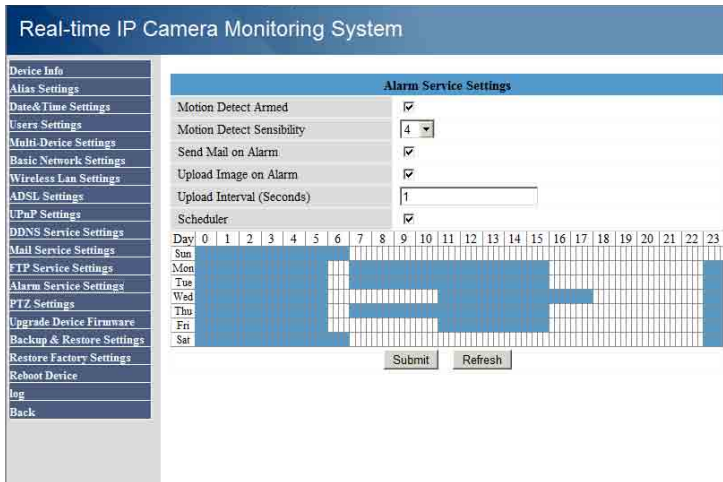 Real-time IP Camera Monitoring System
Device Info
Alias Settings
Date&Time Settings
Users Settings
Multi-Device Settings
Basic Network Settings
Wireless Lan Settings
ADSL Settings
UPnP Settings
DDNS Service Settings
Mail Service Settings
FTP Service Settings
Alarm Service Settings
PTZ Settings
Upgrade Device Firmware
Backup & Restore Settings
Restore Factory Settings
Reboot Device
log
Back
Alarm Service Settings
Motion Detect Armed
Motion Detect Sensibility 4
Send Mail on Alarm
Upload Image on Alarm
Upload Interval (Seconds) 1
Scheduler
Day 0 1 2 3 4 5 6 7 8 9 10 11 12 13 14 15 16 17 18 19 20 21 22 23
Sun
Mon
Tue
Wed
Thu
Fri
Sat
Submit Refresh